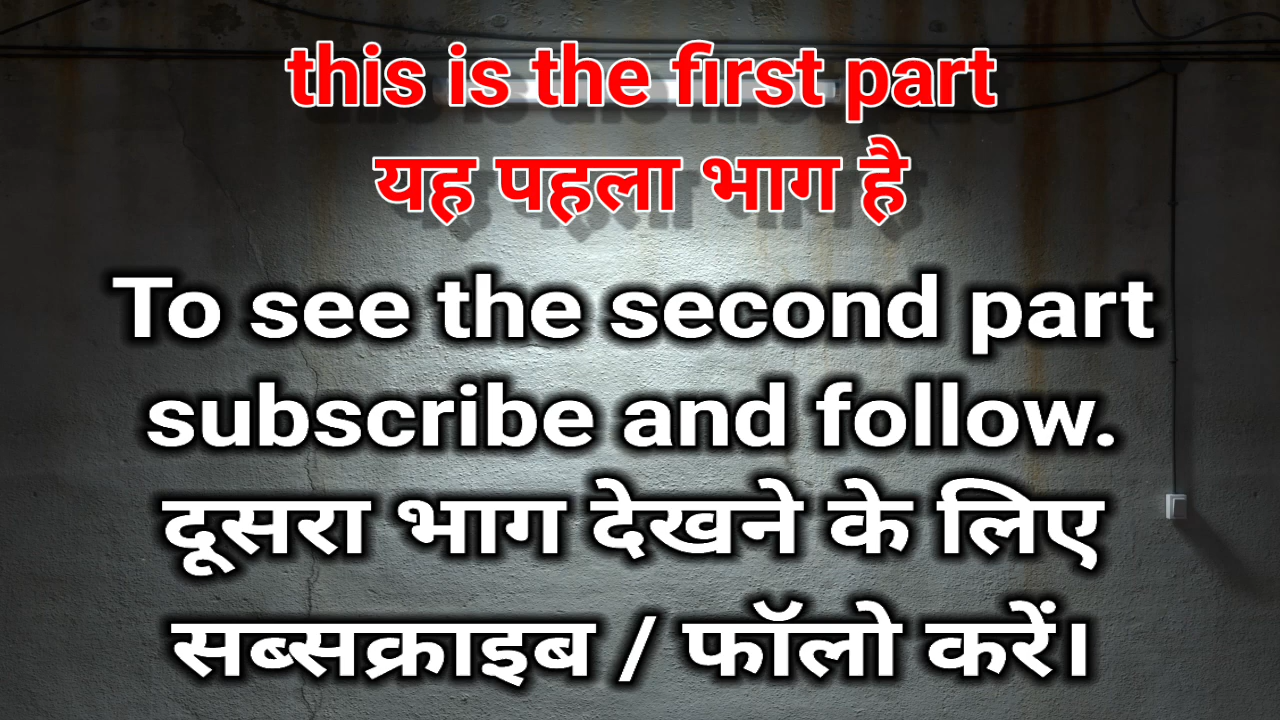 this is the first part
यह पहला भाग है
To see the second part
subscribe and follow.
दूसरा भाग देखने के लिए
सब्सक्राइब / फॉलो करें।